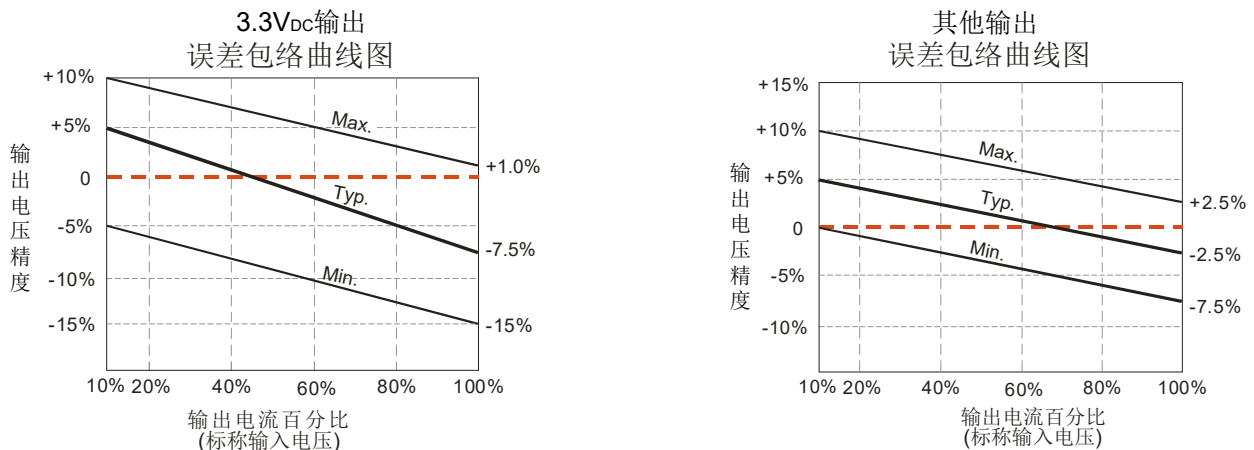 3.3VDC输出
误差包络曲线图
+10%
+5%
0
-5%
-10%
-15%
输出电压精度
Max.
Typ.
Min.
+1.0%
-7.5%
-15%
10% 20% 40% 60% 80% 100%
输出电流百分比
(标称输入电压)
其他输出
误差包络曲线图
+15%
+10%
+5%
0
-5%
-10%
输出电压精度
Max.
Typ.
Min.
+2.5%
-2.5%
-7.5%
10% 20% 40% 60% 80% 100%
输出电流百分比
(标称输入电压)